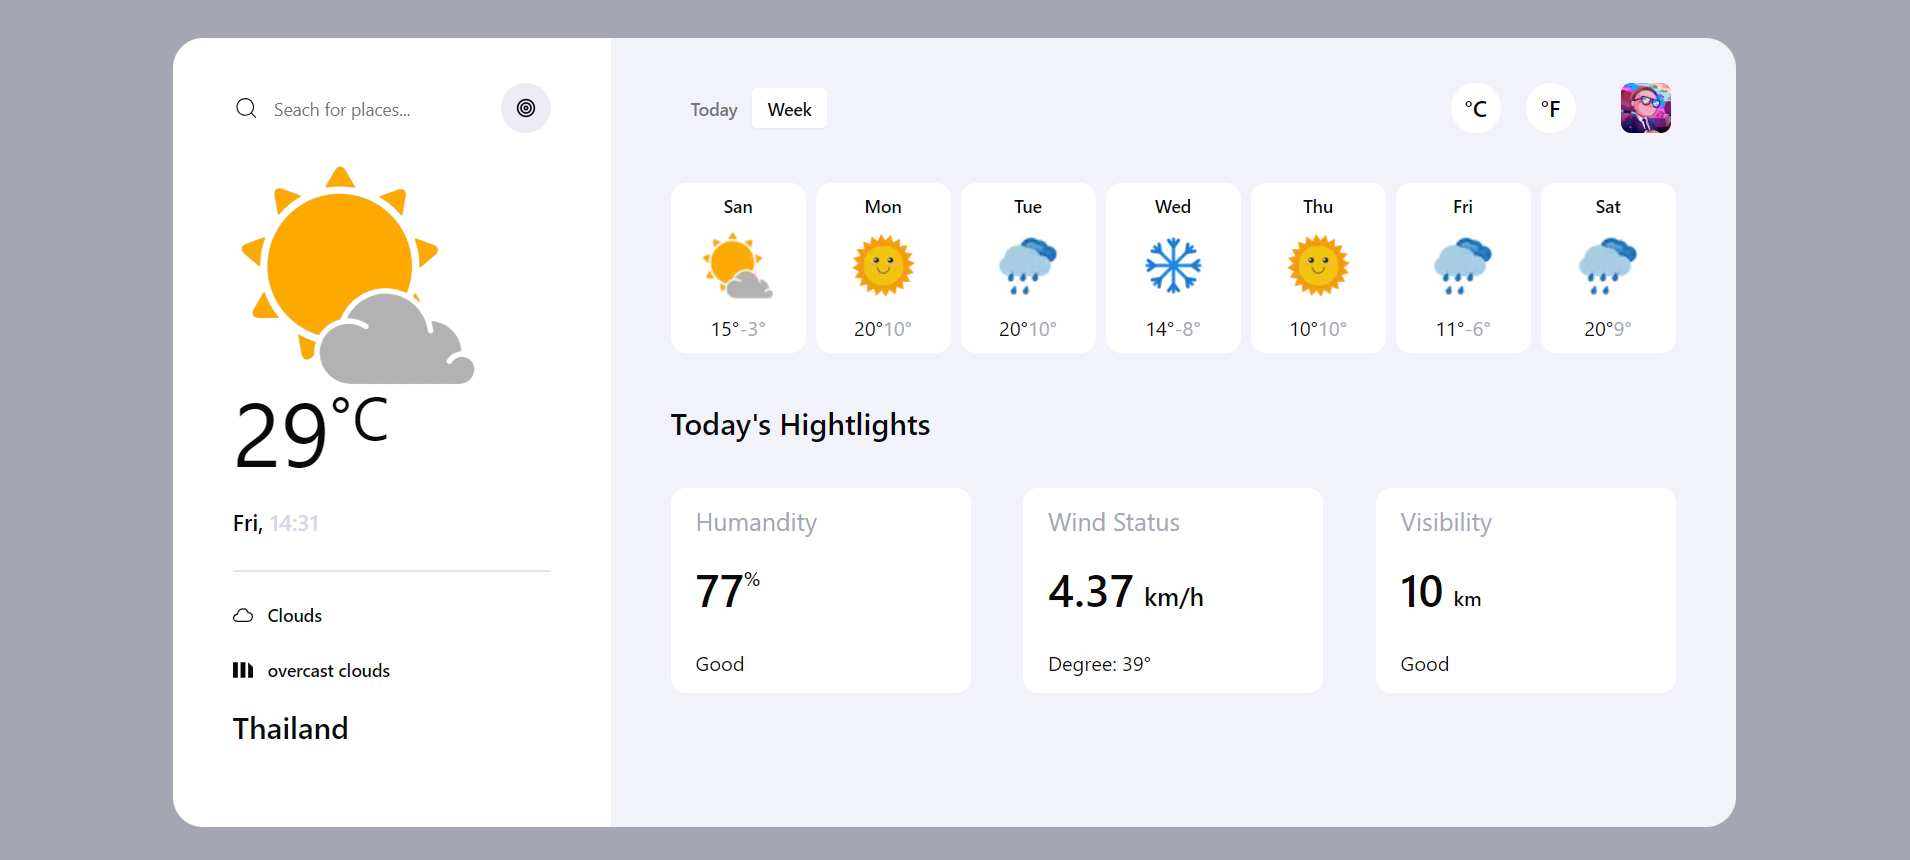 Seach for places...
29°C
Fri, 14:31
Clouds
overcast clouds
Thailand
Today Week
°C °F
San Mon Tue Wed Thu Fri Sat
15°-3° 20°10° 20°10° 14°-8° 10°10° 11°-6° 20°9°
Today's Hightlights
Humandity
77%
Good
Wind Status
4.37 km/h
Degree: 39°
Visibility
10 km
Good